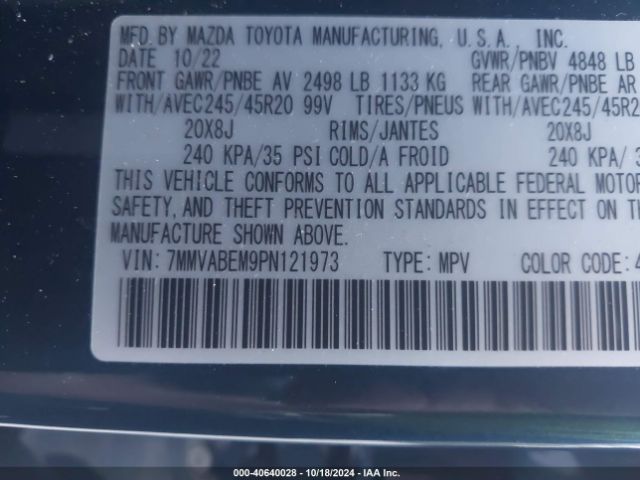 MFD.BY MAZDA TOYOTA MANUFACTURING, U.S.A., INC.
DATE 10/22 GVWR/PNBV 4848 LB
FRONT GAWR/PNBE AV 2498 LB 1133 KG REAR GAWR/PNBE AR
WITH/AVEC245/45R20 99V TIRES/PNEUS WITH/AVEC245/45R2
20X8J RIMS/JANTES 20X8J
240 KPA/35 PSI COLD/A FROID 240 KPA/ 3
THIS VEHICLE CONFORMS TO ALL APPLICABLE FEDERAL MOTOR
SAFETY,AND THEFT PREVENTION STANDARDS IN EFFECT ON TH
MANUFACTURE SHOWN ABOVE.
VIN:7MMVABEM9PN121973 TYPE:MPV COLOR CODE:4
000-40640028 - 10/18/2024 - IAA Inc.